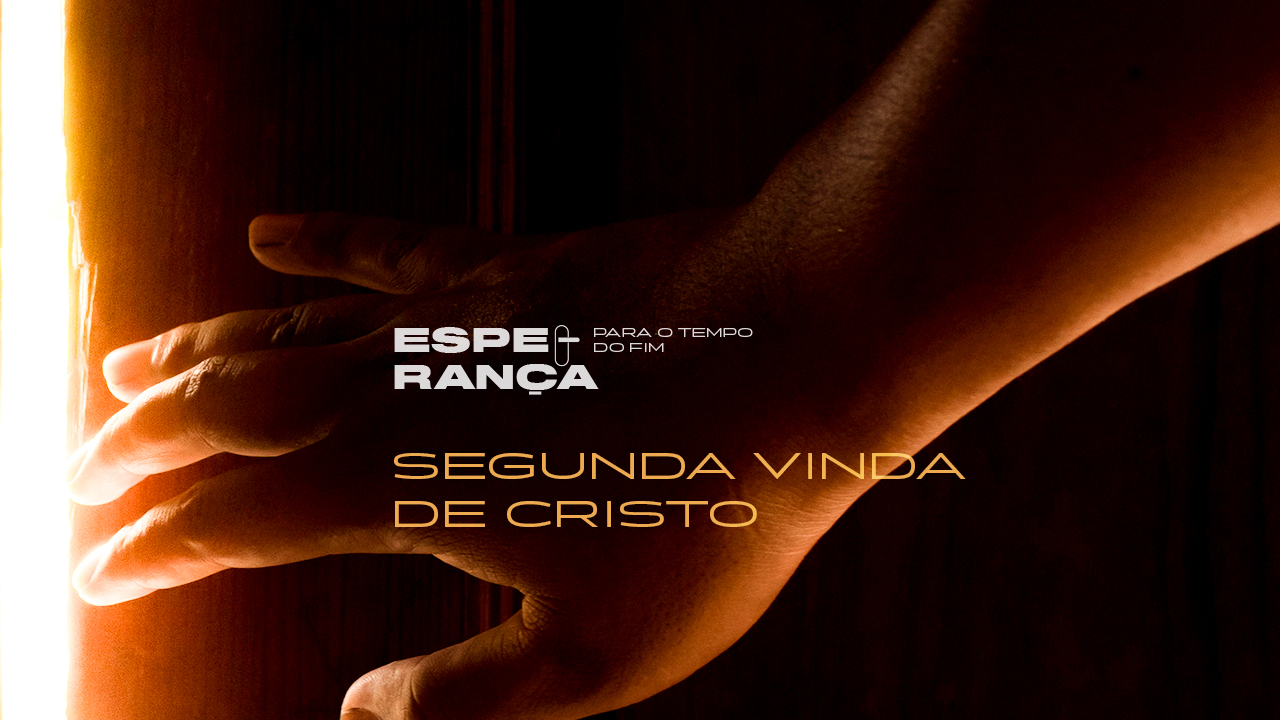 ESPE
RANÇA
PARA O TEMPO
DO FIM
SEGUNDA VINDA
DE CRISTO